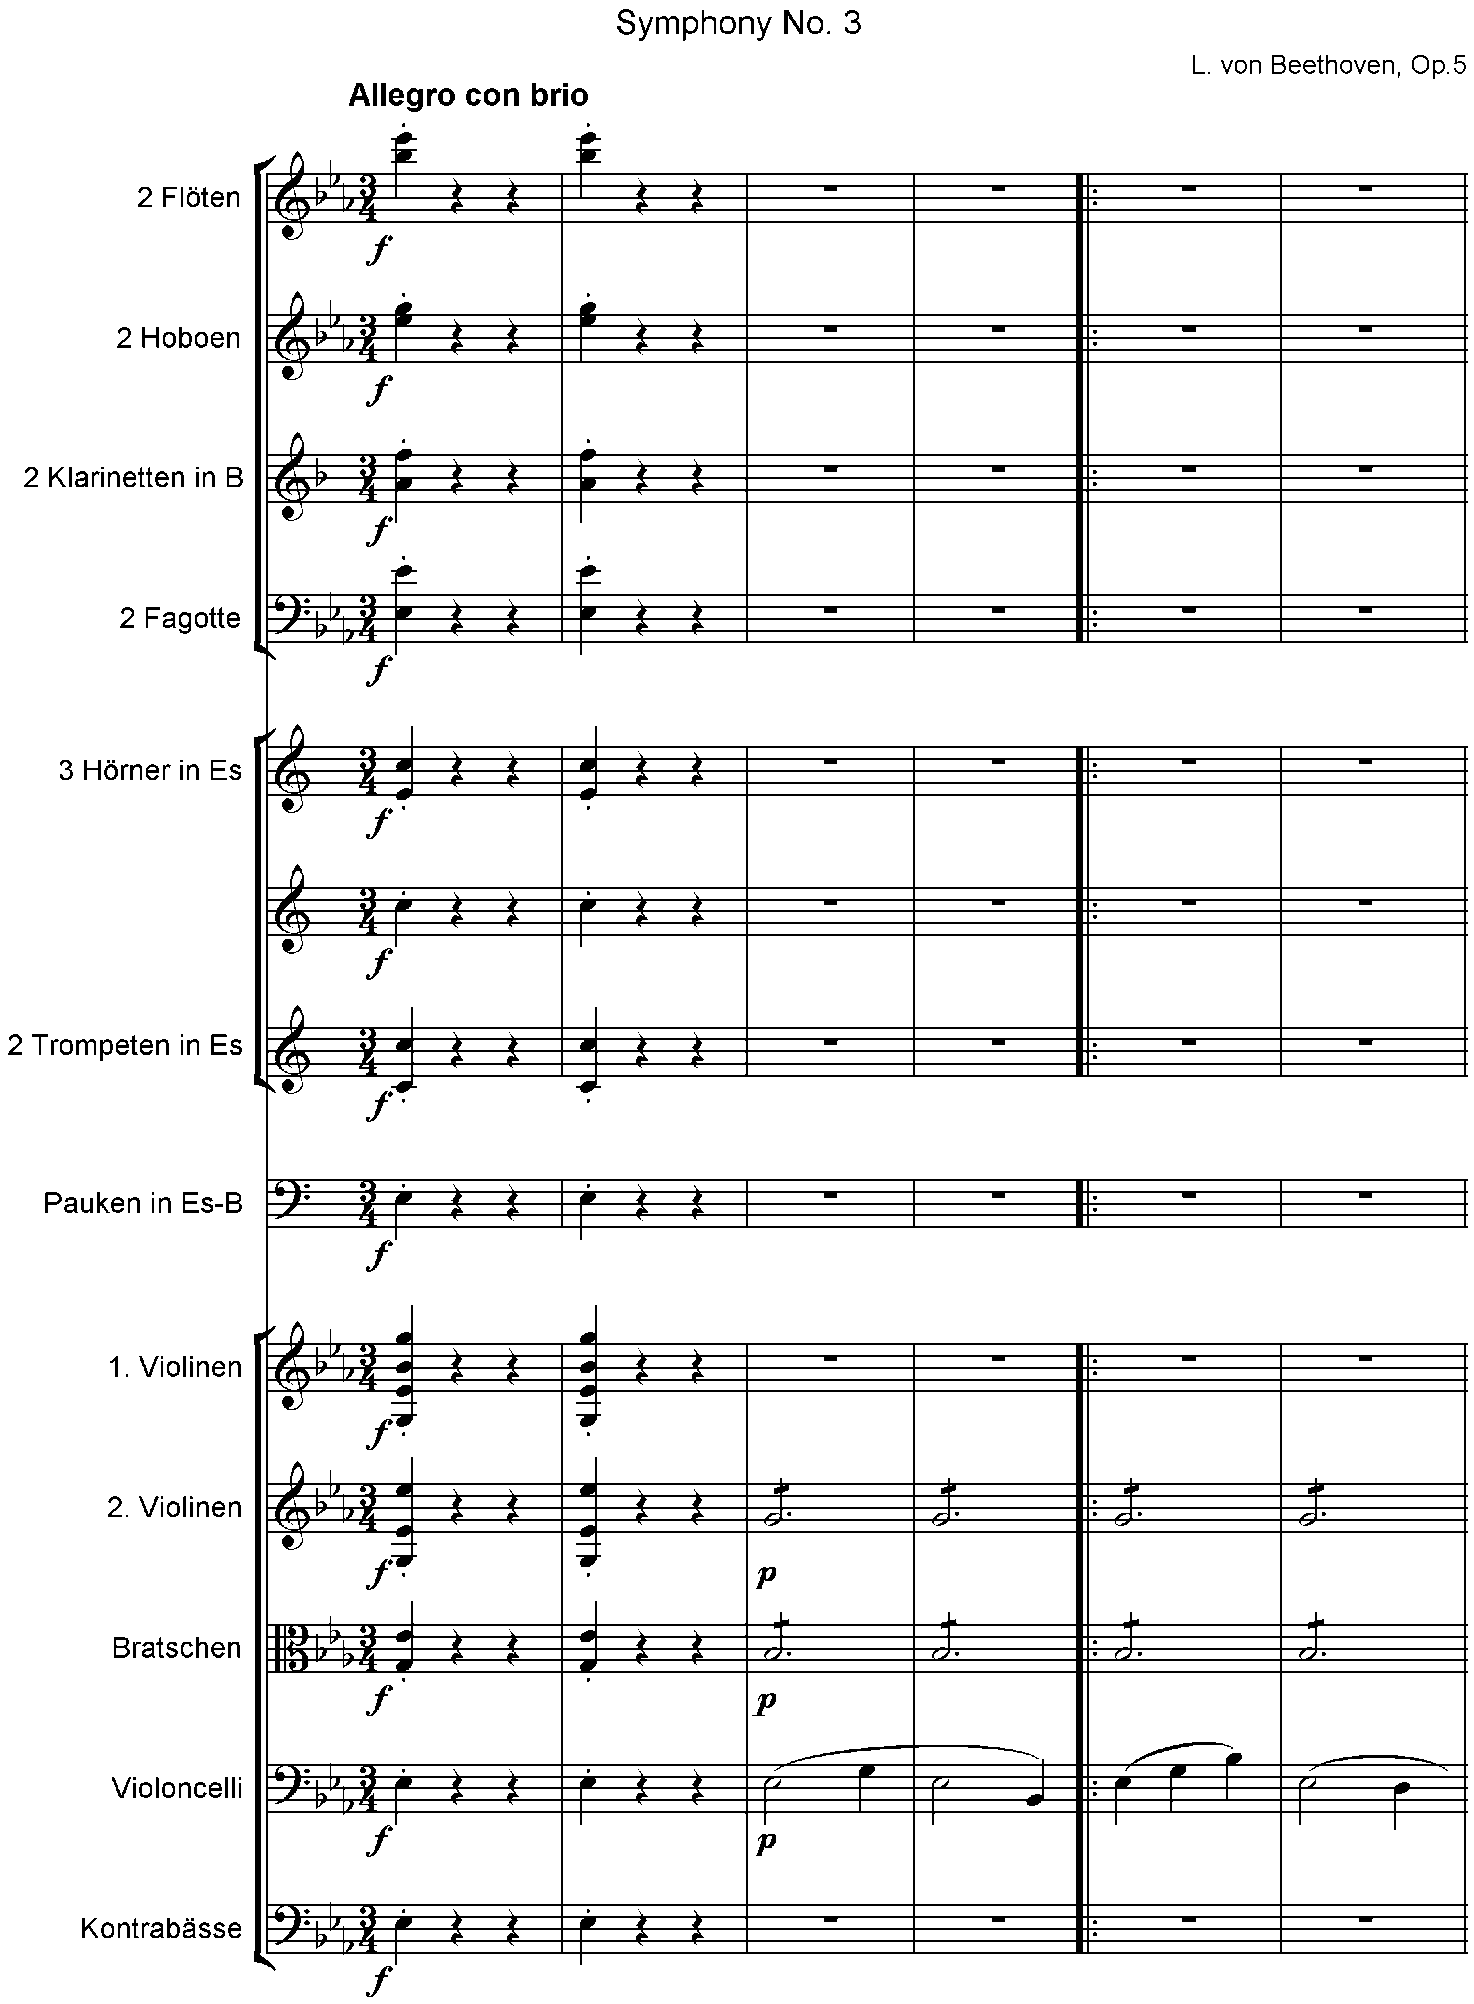 Symphony No. 3
L. von Beethoven, Op.5
Allegro con brio
2 Flöten
f
2 Hoboen
f
2 Klarinetten in B
f
2 Fagotte
f
3 Hörner in Es
f
f
2 Trompeten in Es
f
Pauken in Es-B
f
1. Violinen
f
2. Violinen
f p
Bratschen
f p
Violoncelli
f p
Kontrabässe
f